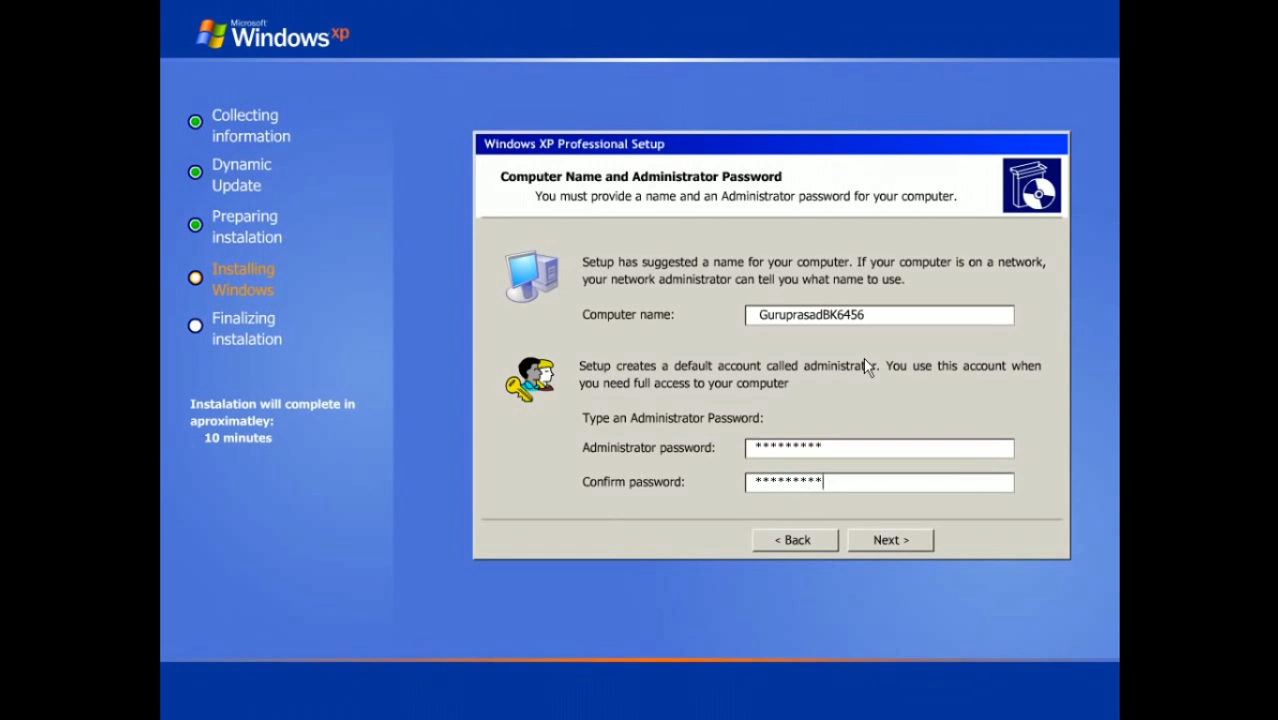 Microsoft
Windows xp
Collecting
information
Dynamic
Update
Preparing
instalation
Installing
Windows
Finalizing
instalation
Instalation will complete in
aproximatley:
10 minutes
Windows XP Professional Setup
Computer Name and Administrator Password
You must provide a name and an Administrator password for your computer.
Setup has suggested a name for your computer. If your computer is on a network,
your network administrator can tell you what name to use.
Computer name: GuruprasadBK6456
Setup creates a default account called administrator. You use this account when
you need full access to your computer
Type an Administrator Password:
Administrator password: *********
Confirm password: *********
< Back Next >